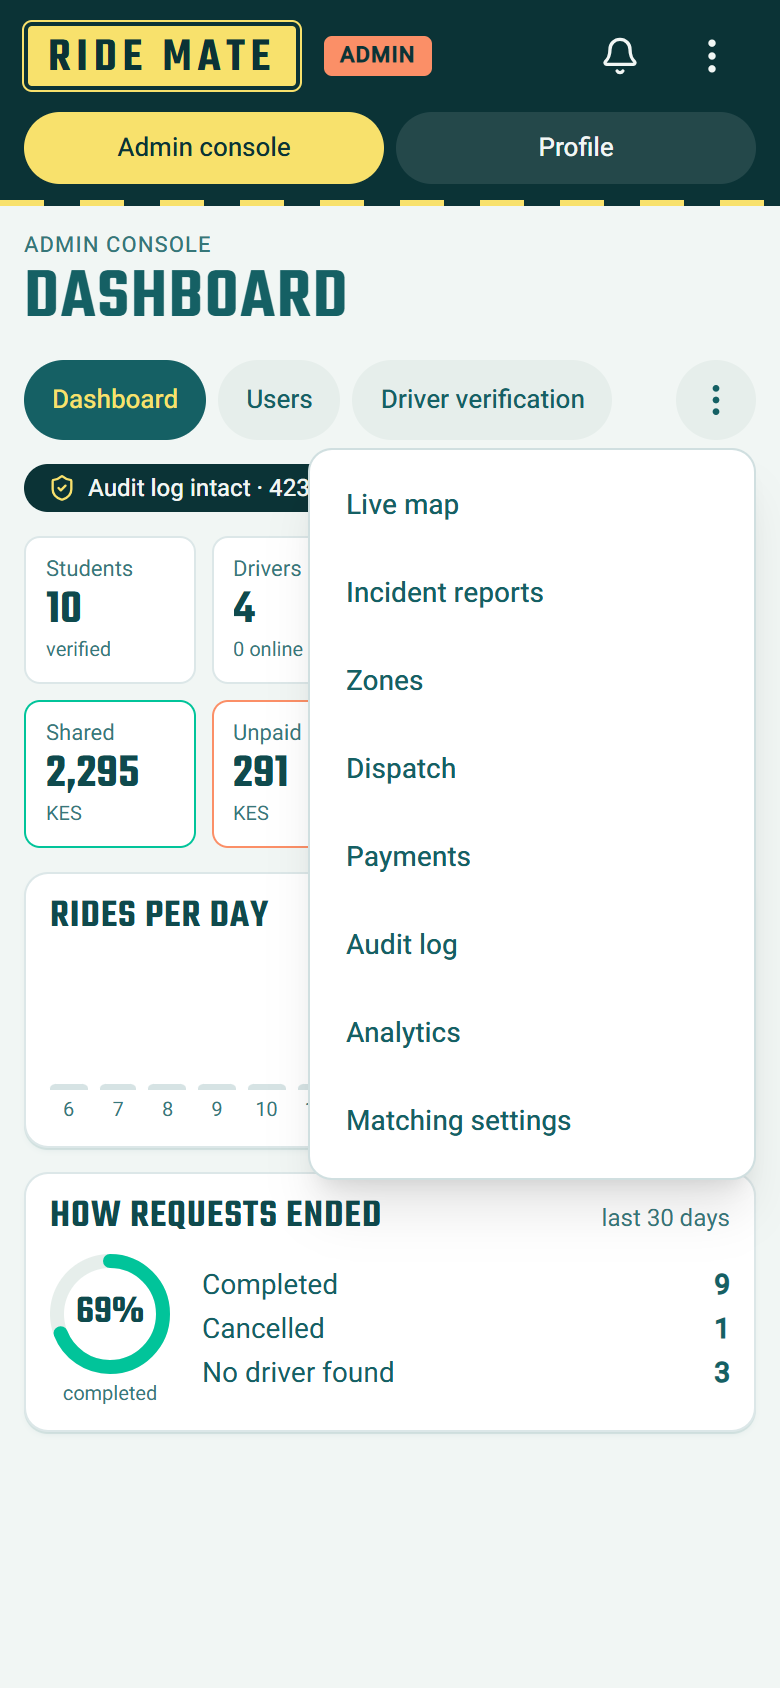 RIDE MATE
ADMIN
Admin console
Profile
ADMIN CONSOLE
DASHBOARD
Dashboard
Users
Driver verification
Audit log intact · 423
Live map
Incident reports
Zones
Dispatch
Payments
Audit log
Analytics
Matching settings
Students
10
verified
Drivers
4
0 online
Shared
2,295
KES
Unpaid
291
KES
RIDES PER DAY
6 7 8 9 10
HOW REQUESTS ENDED
last 30 days
69%
completed
Completed 9
Cancelled 1
No driver found 3